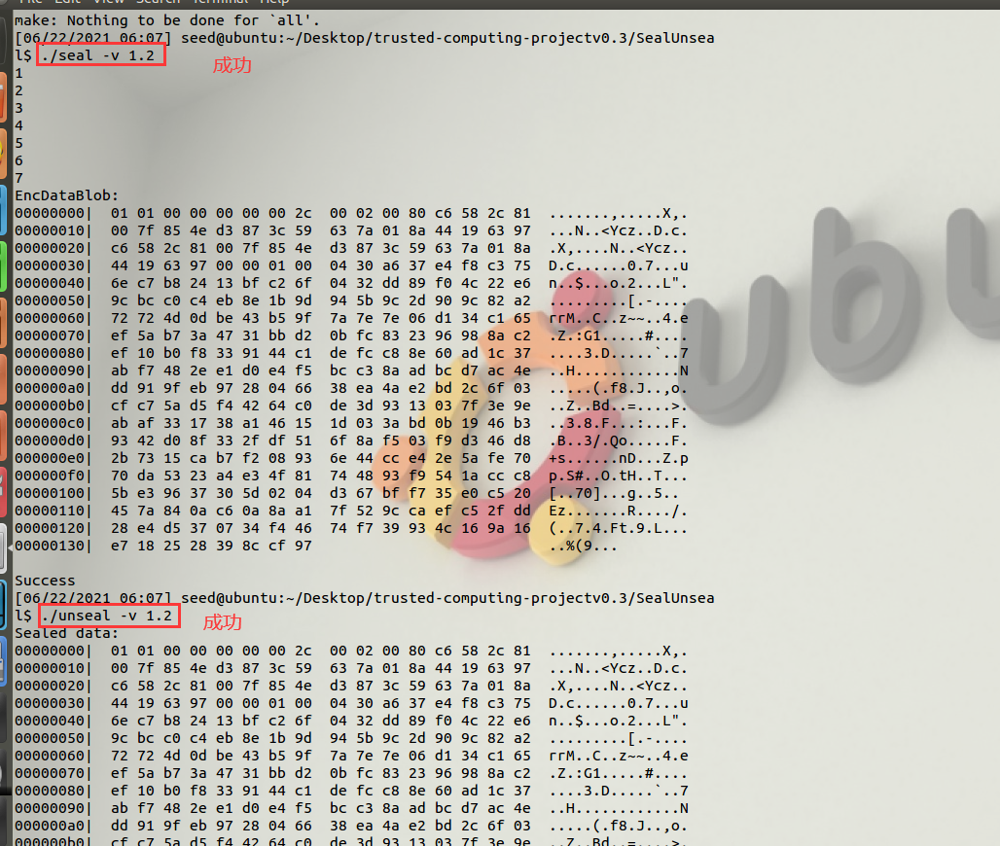 File Edit View Search Terminal Help
make: Nothing to be done for `all'.
[06/22/2021 06:07] seed@ubuntu:~/Desktop/trusted-computing-projectv0.3/SealUnsea
l$ ./seal -v 1.2
成功
1
2
3
4
5
6
7
EncDataBlob:
00000000|  01 01 00 00 00 00 00 2c  00 02 00 80 c6 58 2c 81  .......,.....X,.
00000010|  00 7f 85 4e d3 87 3c 59  63 7a 01 8a 44 19 63 97  ...N..<Ycz..D.c.
00000020|  c6 58 2c 81 00 7f 85 4e  d3 87 3c 59 63 7a 01 8a  .X,....N..<Ycz..
00000030|  44 19 63 97 00 00 01 00  04 30 a6 37 e4 f8 c3 75  D.c......0.7...u
00000040|  6e c7 b8 24 13 bf c2 6f  04 32 dd 89 f0 4c 22 e6  n..$...o.2...L".
00000050|  9c bc c0 c4 eb 8e 1b 9d  94 5b 9c 2d 90 9c 82 a2  .........[.-....
00000060|  72 72 4d 0d be 43 b5 9f  7a 7e 7e 06 d1 34 c1 65  rrM..C..z~~..4.e
00000070|  ef 5a b7 3a 47 31 bb d2  0b fc 83 23 96 98 8a c2  .Z.:G1.....#....
00000080|  ef 10 b0 f8 33 91 44 c1  de fc c8 8e 60 ad 1c 37  ....3.D.....`..7
00000090|  ab f7 48 2e e1 d0 e4 f5  bc c3 8a ad bc d7 ac 4e  ..H............N
000000a0|  dd 91 9f eb 97 28 04 66  38 ea 4a e2 bd 2c 6f 03  .....(.f8.J..,o.
000000b0|  cf c7 5a d5 f4 42 64 c0  de 3d 93 13 03 7f 3e 9e  ..Z..Bd..=....>.
000000c0|  ab af 33 17 38 a1 46 15  1d 03 3a bd 0b 19 46 b3  ..3.8.F...:...F.
000000d0|  93 42 d0 8f 33 2f df 51  6f 8a f5 03 f9 d3 46 d8  .B..3/.Qo.....F.
000000e0|  2b 73 15 ca b7 f2 08 93  6e 44 cc e4 2e 5a fe 70  +s......nD...Z.p
000000f0|  70 da 53 23 a4 e3 4f 81  74 48 93 f9 54 1a cc c8  p.S#..O.tH..T...
00000100|  5b e3 96 37 30 5d 02 04  d3 67 bf f7 35 e0 c5 20  [..70]...g..5.. 
00000110|  45 7a 84 0a c6 0a 8a a1  7f 52 9c ca ef c5 2f dd  Ez.......R..../.
00000120|  28 e4 d5 37 07 34 f4 46  74 f7 39 93 4c 16 9a 16  (..7.4.Ft.9.L...
00000130|  e7 18 25 28 39 8c cf 97  ..%(9...
Success
[06/22/2021 06:07] seed@ubuntu:~/Desktop/trusted-computing-projectv0.3/SealUnsea
l$ ./unseal -v 1.2
成功
Sealed data:
00000000|  01 01 00 00 00 00 00 2c  00 02 00 80 c6 58 2c 81  .......,.....X,.
00000010|  00 7f 85 4e d3 87 3c 59  63 7a 01 8a 44 19 63 97  ...N..<Ycz..D.c.
00000020|  c6 58 2c 81 00 7f 85 4e  d3 87 3c 59 63 7a 01 8a  .X,....N..<Ycz..
00000030|  44 19 63 97 00 00 01 00  04 30 a6 37 e4 f8 c3 75  D.c......0.7...u
00000040|  6e c7 b8 24 13 bf c2 6f  04 32 dd 89 f0 4c 22 e6  n..$...o.2...L".
00000050|  9c bc c0 c4 eb 8e 1b 9d  94 5b 9c 2d 90 9c 82 a2  .........[.-....
00000060|  72 72 4d 0d be 43 b5 9f  7a 7e 7e 06 d1 34 c1 65  rrM..C..z~~..4.e
00000070|  ef 5a b7 3a 47 31 bb d2  0b fc 83 23 96 98 8a c2  .Z.:G1.....#....
00000080|  ef 10 b0 f8 33 91 44 c1  de fc c8 8e 60 ad 1c 37  ....3.D.....`..7
00000090|  ab f7 48 2e e1 d0 e4 f5  bc c3 8a ad bc d7 ac 4e  ..H............N
000000a0|  dd 91 9f eb 97 28 04 66  38 ea 4a e2 bd 2c 6f 03  .....(.f8.J..,o.
000000b0|  cf c7 5a d5 f4 42 64 c0  de 3d 93 13 03 7f 3e 9e  ..Z..Bd..=....>.
ubu